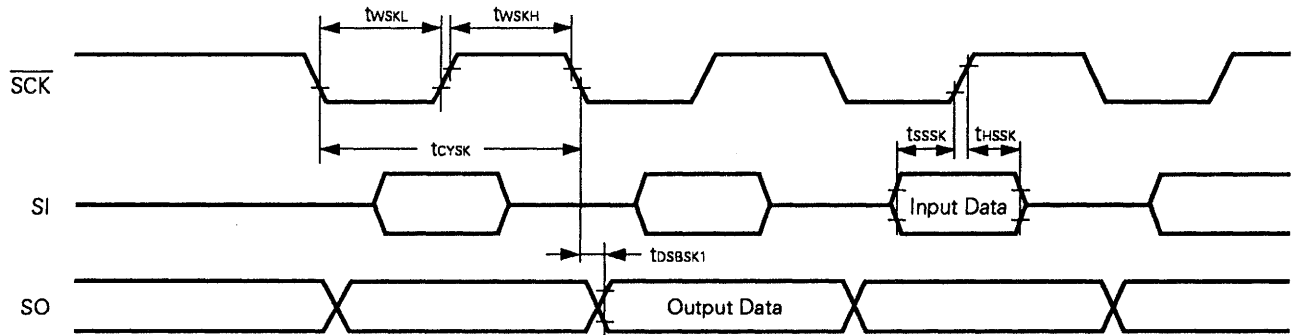 tWSKL tWSKH
SCK
tSSSK tHSSK
tCYSK
SI Input Data
tDSBSK1
SO Output Data